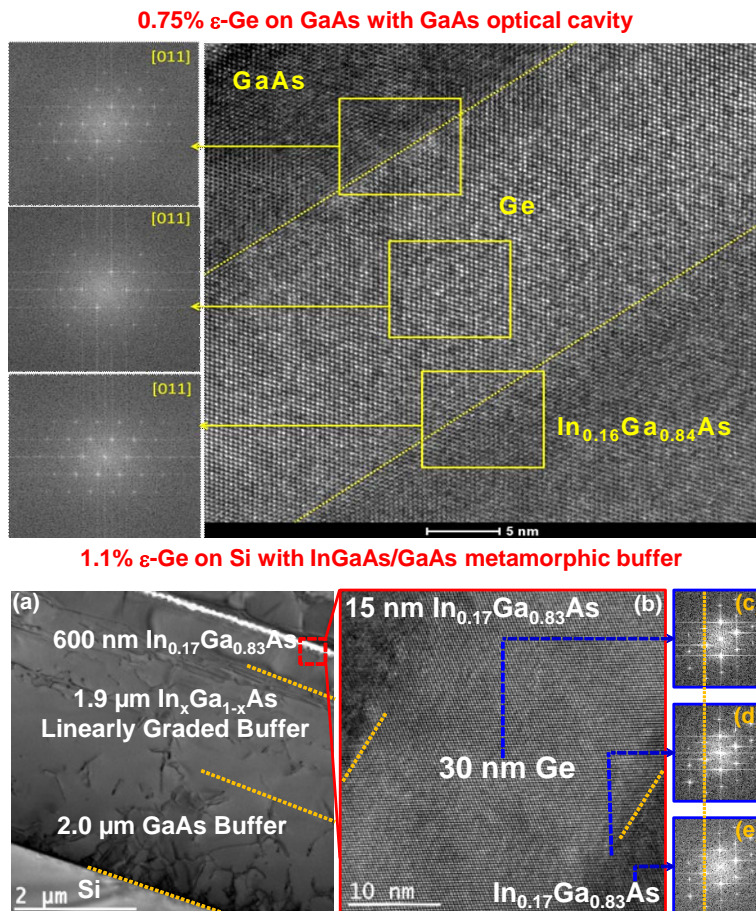 0.75% ε-Ge on GaAs with GaAs optical cavity
[011]
GaAs
Ge
[011]
[011]
In0.16Ga0.84As
5 nm
1.1% ε-Ge on Si with InGaAs/GaAs metamorphic buffer
(a)
600 nm In0.17Ga0.83As
1.9 µm InxGa1-xAs
Linearly Graded Buffer
2.0 µm GaAs Buffer
Si
2 µm
15 nm In0.17Ga0.83As
(b)
30 nm Ge
In0.17Ga0.83As
10 nm
(c
(d)
(e)